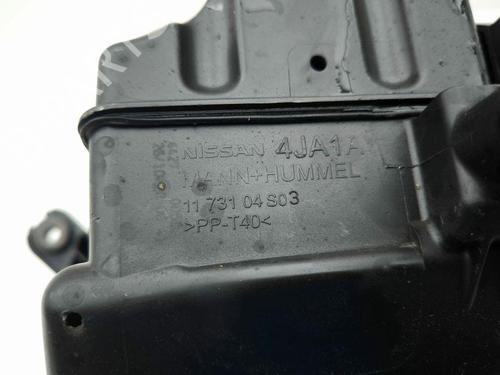 NISSAN 4JA1A
MANN+HUMMEL
11 731 04 S03
>PP-T40<